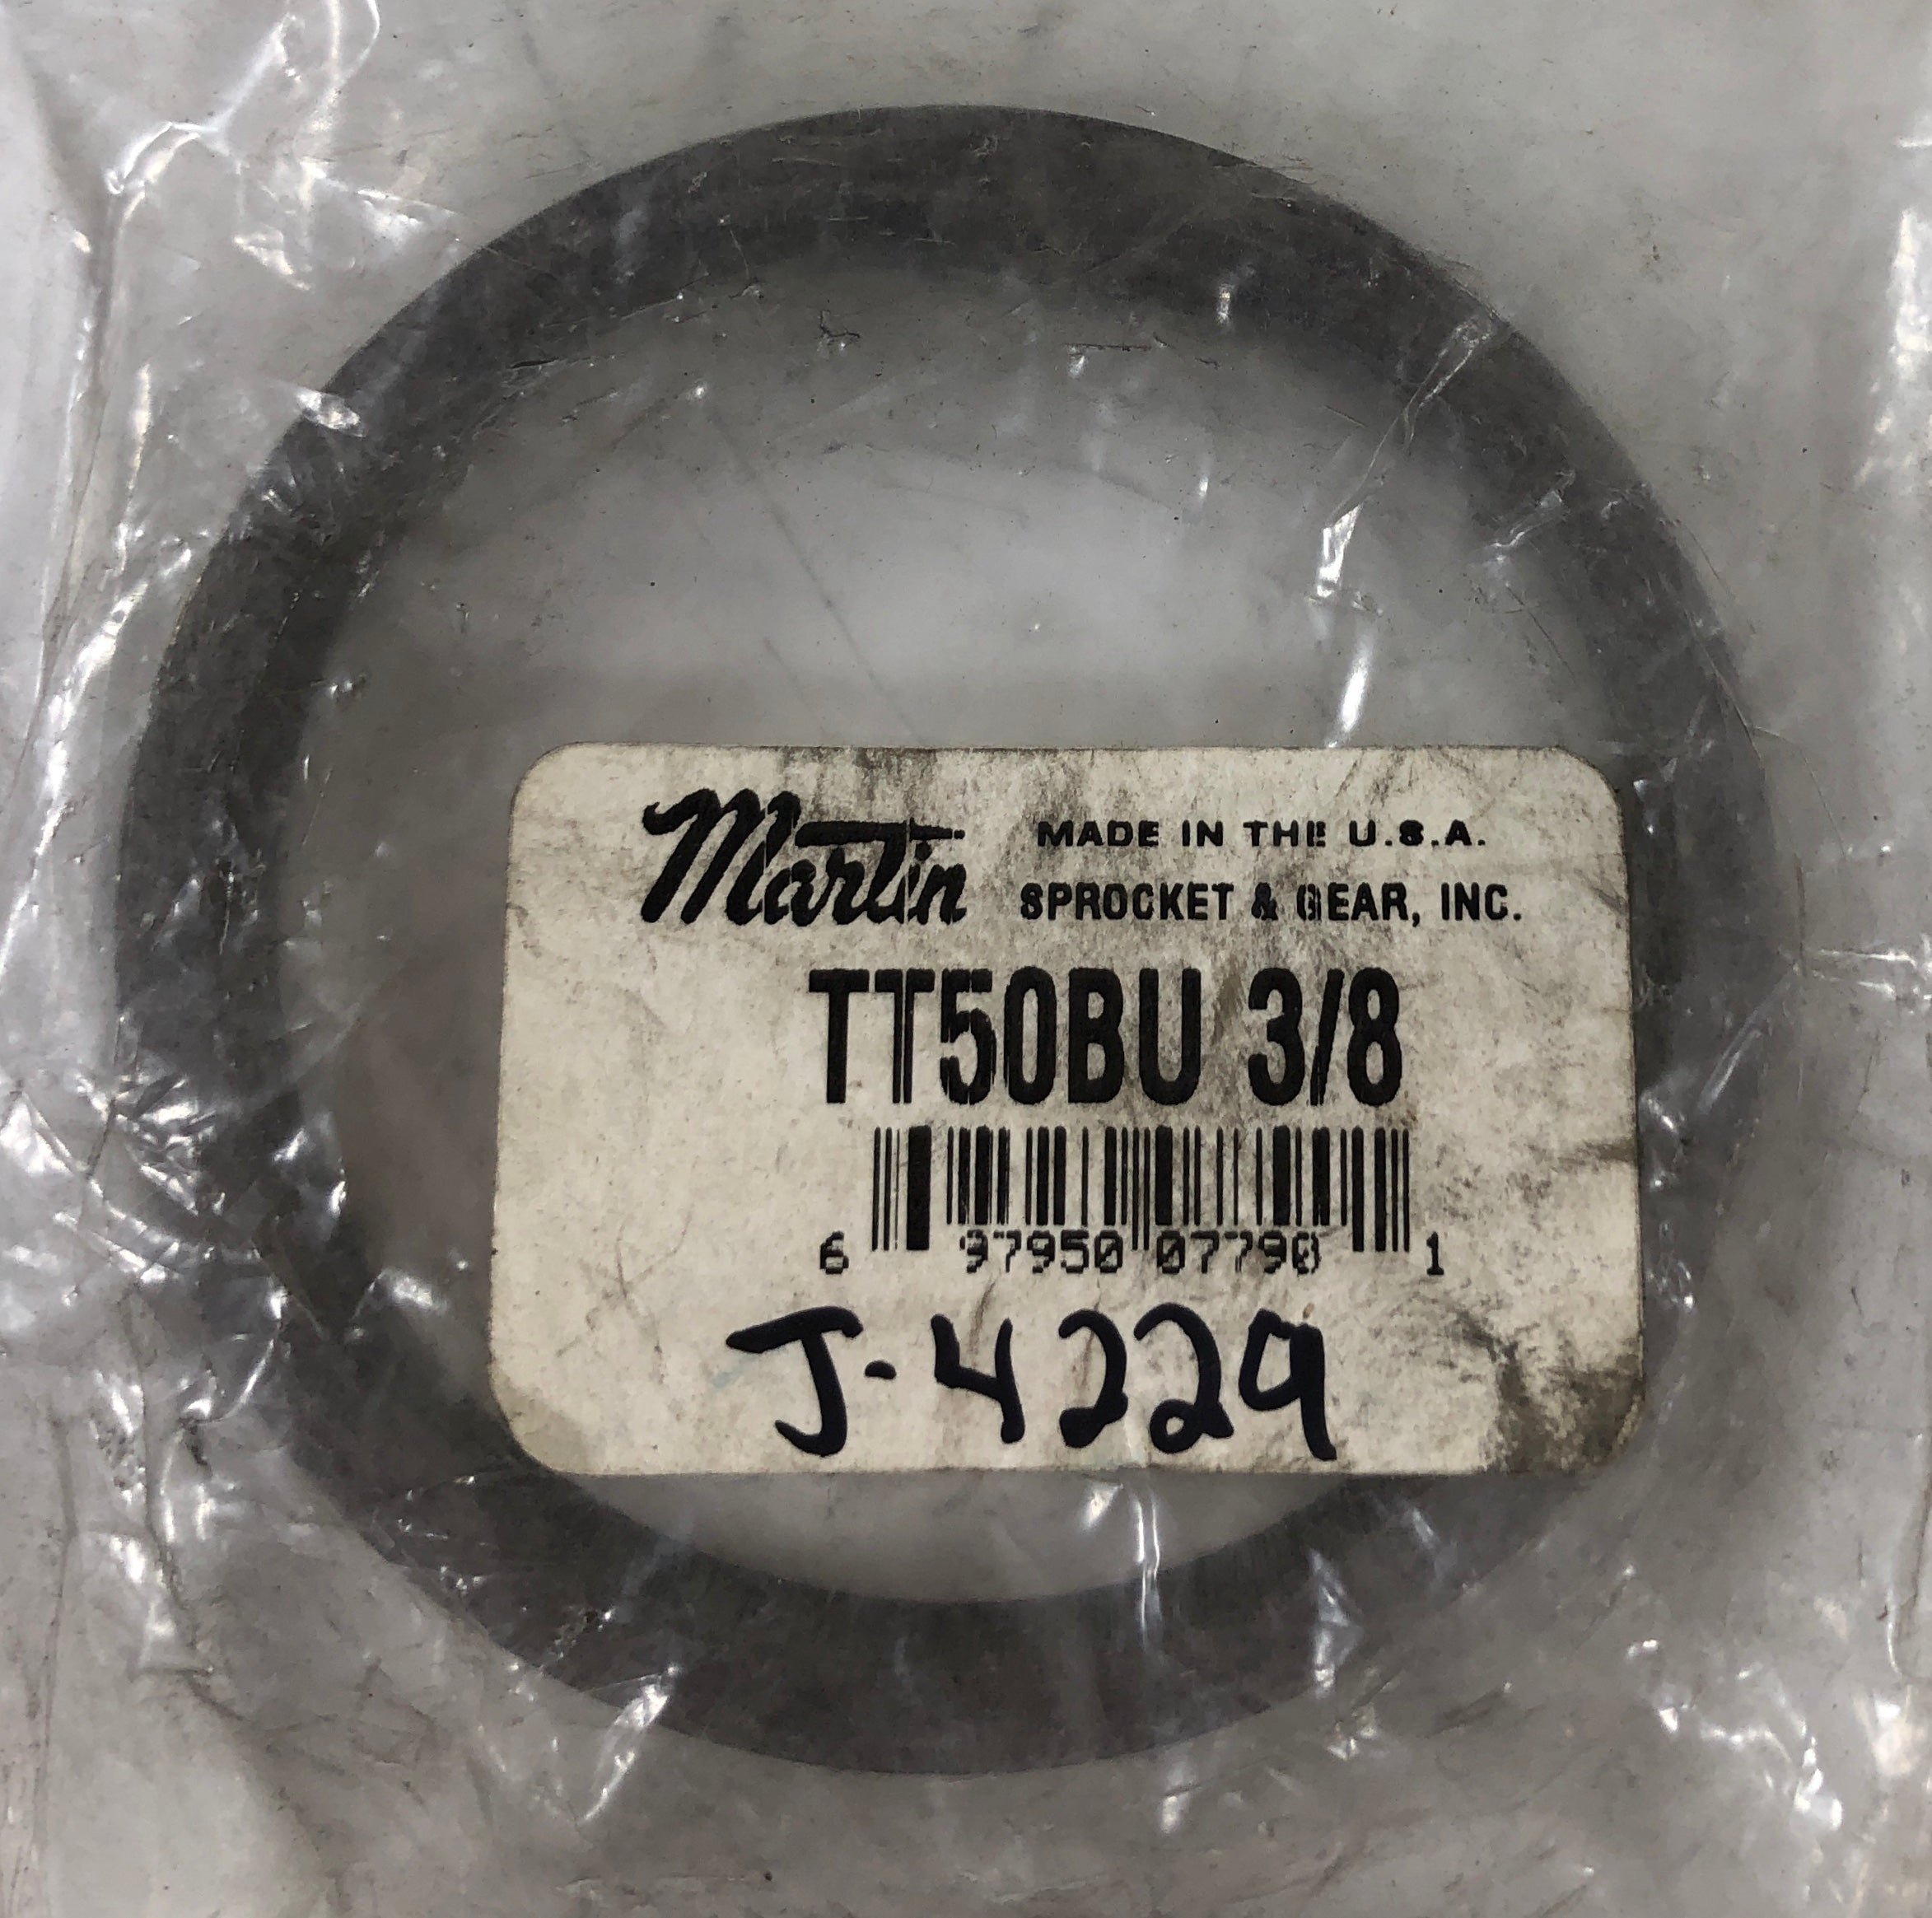 Martin MADE IN THE U.S.A.
SPROCKET & GEAR, INC.
TT50BU 3/8
6 97950 07790 1
J-4229